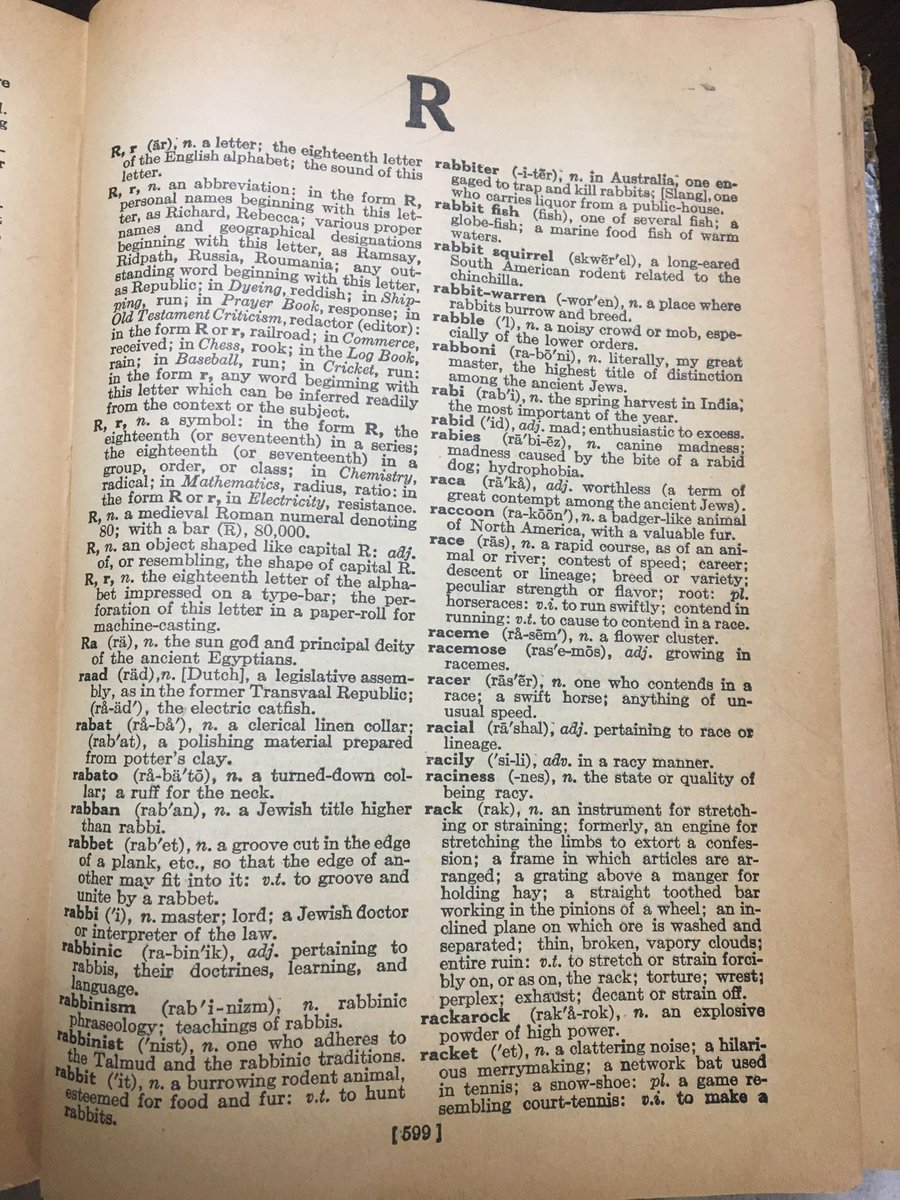 R
R, r (är), n. a letter; the eighteenth letter
of the English alphabet; the sound of this
letter.
R, r, n. an abbreviation: in the form R,
personal names beginning with this let-
ter, as Richard, Rebecca; various proper
names and geographical designations
beginning with this letter, as Ramsay,
Ridpath, Russia, Roumania; any out-
standing word beginning with this letter,
as Republic; in Dyeing, reddish; in Ship-
ping, run; in Prayer Book, response; in
Old Testament Criticism, redactor (editor):
in the form R or r, railroad; in Commerce,
received; in Chess, rook; in the Log Book,
rain; in Baseball, run; in Cricket, run:
in the form r, any word beginning with
this letter which can be inferred readily
from the context or the subject.
R, r, n. a symbol: in the form R, the
eighteenth (or seventeenth) in a series;
the eighteenth (or seventeenth) in a
group, order, or class; in Chemistry,
radical; in Mathematics, radius, ratio: in
the form R or r, in Electricity, resistance.
R, n. a medieval Roman numeral denoting
80; with a bar (R̅), 80,000.
R, n. an object shaped like capital R: adj.
of, or resembling, the shape of capital R.
R, r, n. the eighteenth letter of the alpha-
bet impressed on a type-bar; the per-
foration of this letter in a paper-roll for
machine-casting.
Ra (rä), n. the sun god and principal deity
of the ancient Egyptians.
raad (räd), n. [Dutch], a legislative assem-
bly, as in the former Transvaal Republic;
(rå-äd′), the electric catfish.
rabat (rå-bå′), n. a clerical linen collar;
(rab′at), a polishing material prepared
from potter's clay.
rabato (rå-bä′tō), n. a turned-down col-
lar; a ruff for the neck.
rabban (rab′an), n. a Jewish title higher
than rabbi.
rabbet (rab′et), n. a groove cut in the edge
of a plank, etc., so that the edge of an-
other may fit into it: v.t. to groove and
unite by a rabbet.
rabbi (′i), n. master; lord; a Jewish doctor
or interpreter of the law.
rabbinic (ra-bin′ik), adj. pertaining to
rabbis, their doctrines, learning, and
language.
rabbinism (rab′i-nizm), n. rabbinic
phraseology; teachings of rabbis.
rabbinist (′nist), n. one who adheres to
the Talmud and the rabbinic traditions.
rabbit (′it), n. a burrowing rodent animal,
esteemed for food and fur: v.t. to hunt
rabbits.
rabbiter (-i-tẽr), n. in Australia, one en-
gaged to trap and kill rabbits; [Slang], one
who carries liquor from a public-house.
rabbit fish (fish), one of several fish; a
globe-fish; a marine food fish of warm
waters.
rabbit squirrel (skwẽr′el), a long-eared
South American rodent related to the
chinchilla.
rabbit-warren (-wor′en), n. a place where
rabbits burrow and breed.
rabble (′l), n. a noisy crowd or mob, espe-
cially of the lower orders.
rabboni (ra-bō′ni), n. literally, my great
master, the highest title of distinction
among the ancient Jews.
rabi (rab′i), n. the spring harvest in India,
the most important of the year.
rabid (′id), adj. mad; enthusiastic to excess.
rabies (rā′bi-ēz), n. canine madness;
madness caused by the bite of a rabid
dog; hydrophobia.
raca (rā′kå), adj. worthless (a term of
great contempt among the ancient Jews).
raccoon (ra-kōōn′), n. a badger-like animal
of North America, with a valuable fur.
race (rās), n. a rapid course, as of an ani-
mal or river; contest of speed; career;
descent or lineage; breed or variety;
peculiar strength or flavor; root: pl.
horseraces: v.i. to run swiftly; contend in
running: v.t. to cause to contend in a race.
raceme (rå-sēm′), n. a flower cluster.
racemose (ras′e-mōs), adj. growing in
racemes.
racer (rās′ẽr), n. one who contends in a
race; a swift horse; anything of un-
usual speed.
racial (rā′shal), adj. pertaining to race or
lineage.
racily (′si-li), adv. in a racy manner.
raciness (-nes), n. the state or quality of
being racy.
rack (rak), n. an instrument for stretch-
ing or straining; formerly, an engine for
stretching the limbs to extort a confes-
sion; a frame in which articles are ar-
ranged; a grating above a manger for
holding hay; a straight toothed bar
working in the pinions of a wheel; an in-
clined plane on which ore is washed and
separated; thin, broken, vapory clouds;
entire ruin: v.t. to stretch or strain forci-
bly on, or as on, the rack; torture; wrest;
perplex; exhaust; decant or strain off.
rackarock (rak′å-rok), n. an explosive
powder of high power.
racket (′et), n. a clattering noise; a hilari-
ous merrymaking; a network bat used
in tennis; a snow-shoe: pl. a game re-
sembling court-tennis: v.i. to make a
[599]